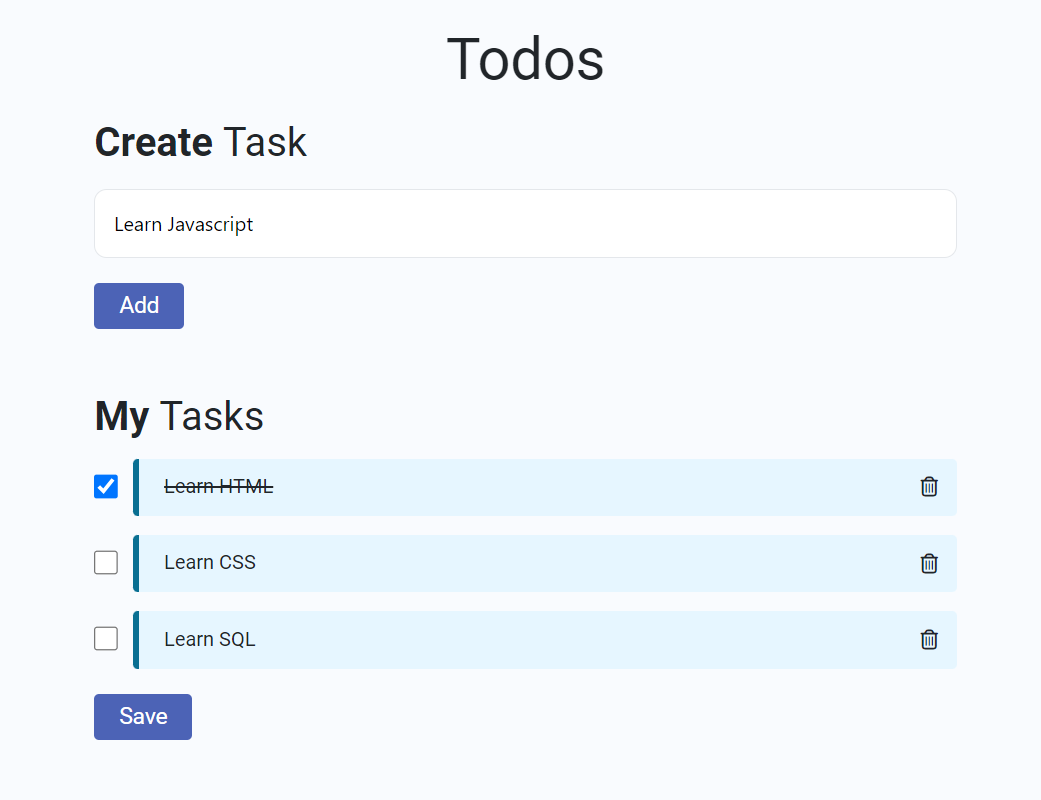 Todos
Create Task
Learn Javascript
Add
My Tasks
Learn HTML
Learn CSS
Learn SQL
Save